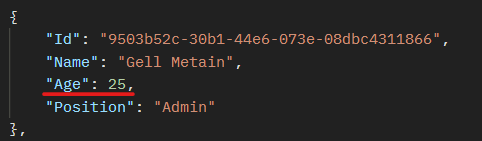 {
"Id": "9503b52c-30b1-44e6-073e-08dbc4311866",
"Name": "Gell Metain",
"Age": 25,
"Position": "Admin"
},